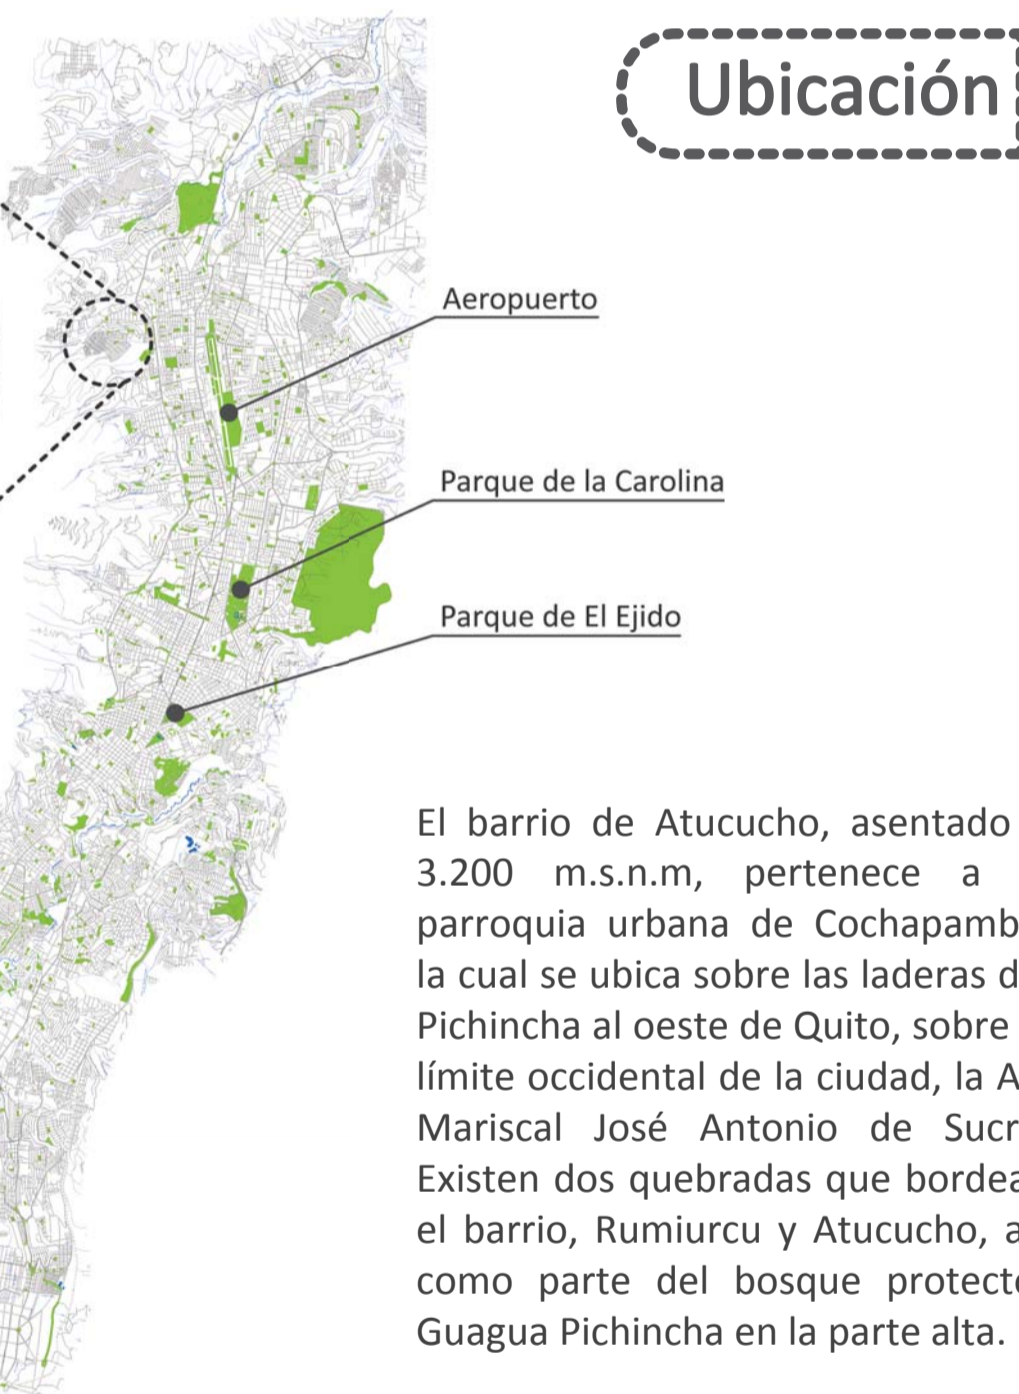 Ubicación
Aeropuerto
Parque de la Carolina
Parque de El Ejido
El barrio de Atucucho, asentado
3.200 m.s.n.m, pertenece a
parroquia urbana de Cochapamb
la cual se ubica sobre las laderas d
Pichincha al oeste de Quito, sobre
límite occidental de la ciudad, la A
Mariscal José Antonio de Sucr
Existen dos quebradas que bordea
el barrio, Rumiurcu y Atucucho, a
como parte del bosque protecto
Guagua Pichincha en la parte alta.